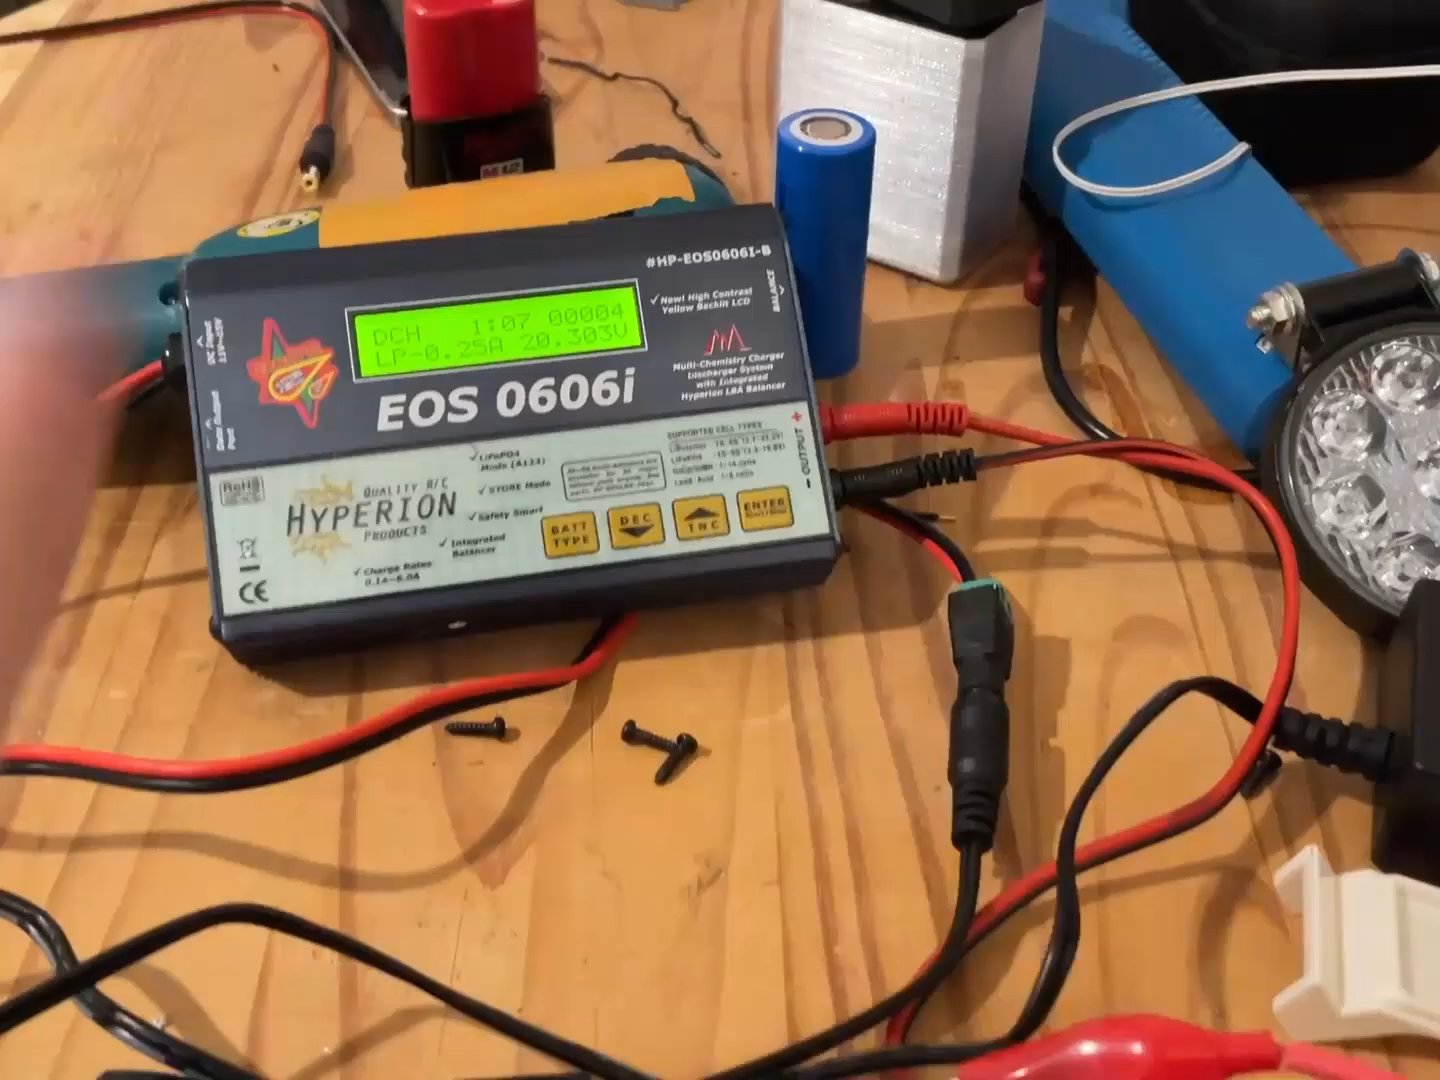 #HP-EOS0606I-B
✓ New! High Contrast
Yellow Backlit LCD
BALANCE
DCH 1:07 00004
LP-0.25A 20.303V
EOS 0606i
Multi-Chemistry Charger
Discharger System
with Integrated
Hyperion LBA Balancer
DC Input
OUTPUT
- +
SUPPORTED CELL TYPES
✓ LiFePO4
Mode (A123)
✓ STORE Mode
✓ Safety Smart
✓ Integrated
Balancer
✓ Charge Rates
0.1A~6.0A
RoHS
QUALITY R/C
HYPERION
PRODUCTS
CE
BATT
TYPE
DEC
INC
ENTER
M12